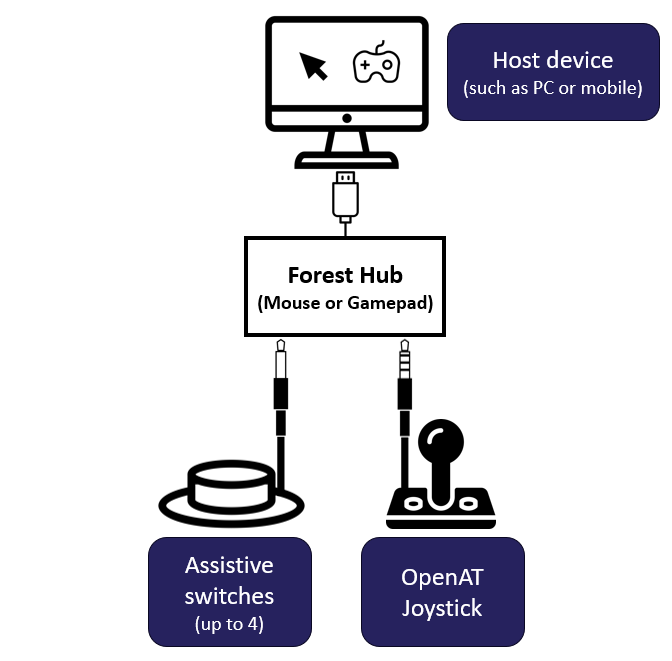 Host device
(such as PC or mobile)
Forest Hub
(Mouse or Gamepad)
Assistive
switches
(up to 4)
OpenAT
Joystick